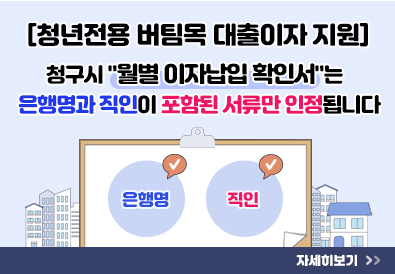 [청년전용 버팀목 대출이자 지원]
청구시 "월별 이자납입 확인서"는
은행명과 직인이 포함된 서류만 인정됩니다
은행명
직인
자세히보기 >>